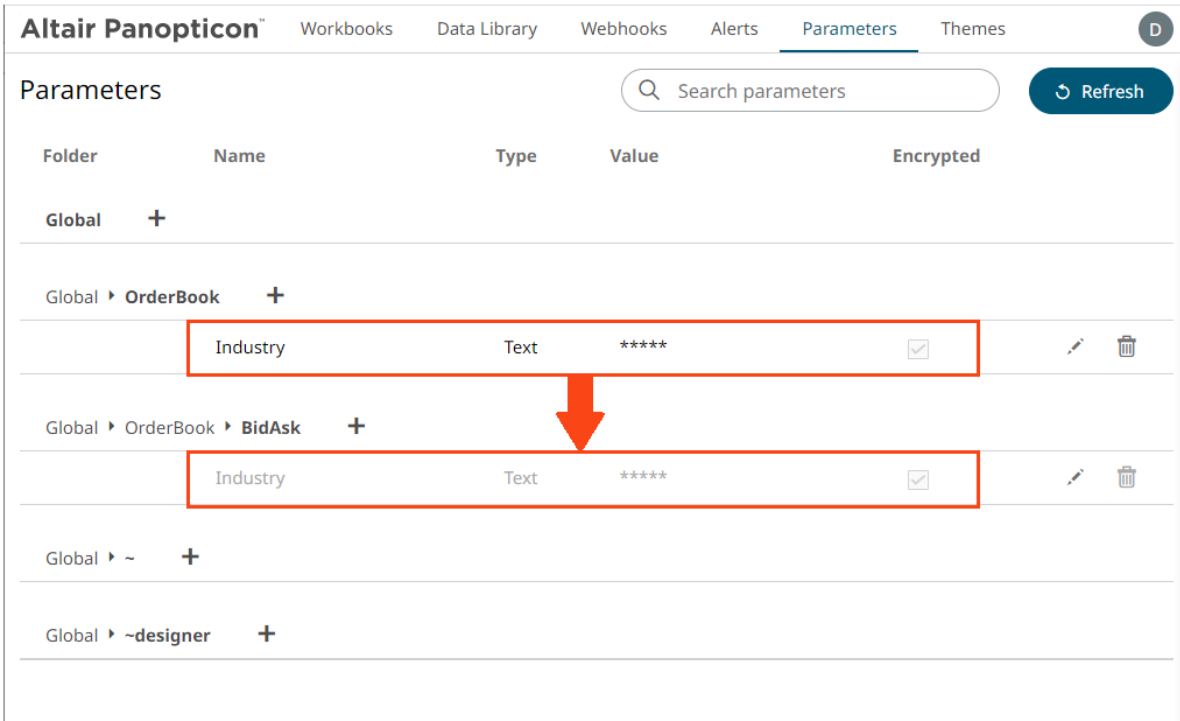 Altair Panopticon™ Workbooks Data Library Webhooks Alerts Parameters Themes D
Parameters Search parameters Refresh
Folder Name Type Value Encrypted
Global +
Global OrderBook +
Industry Text *****
Global OrderBook BidAsk +
Industry Text *****
Global ~ +
Global ~designer +